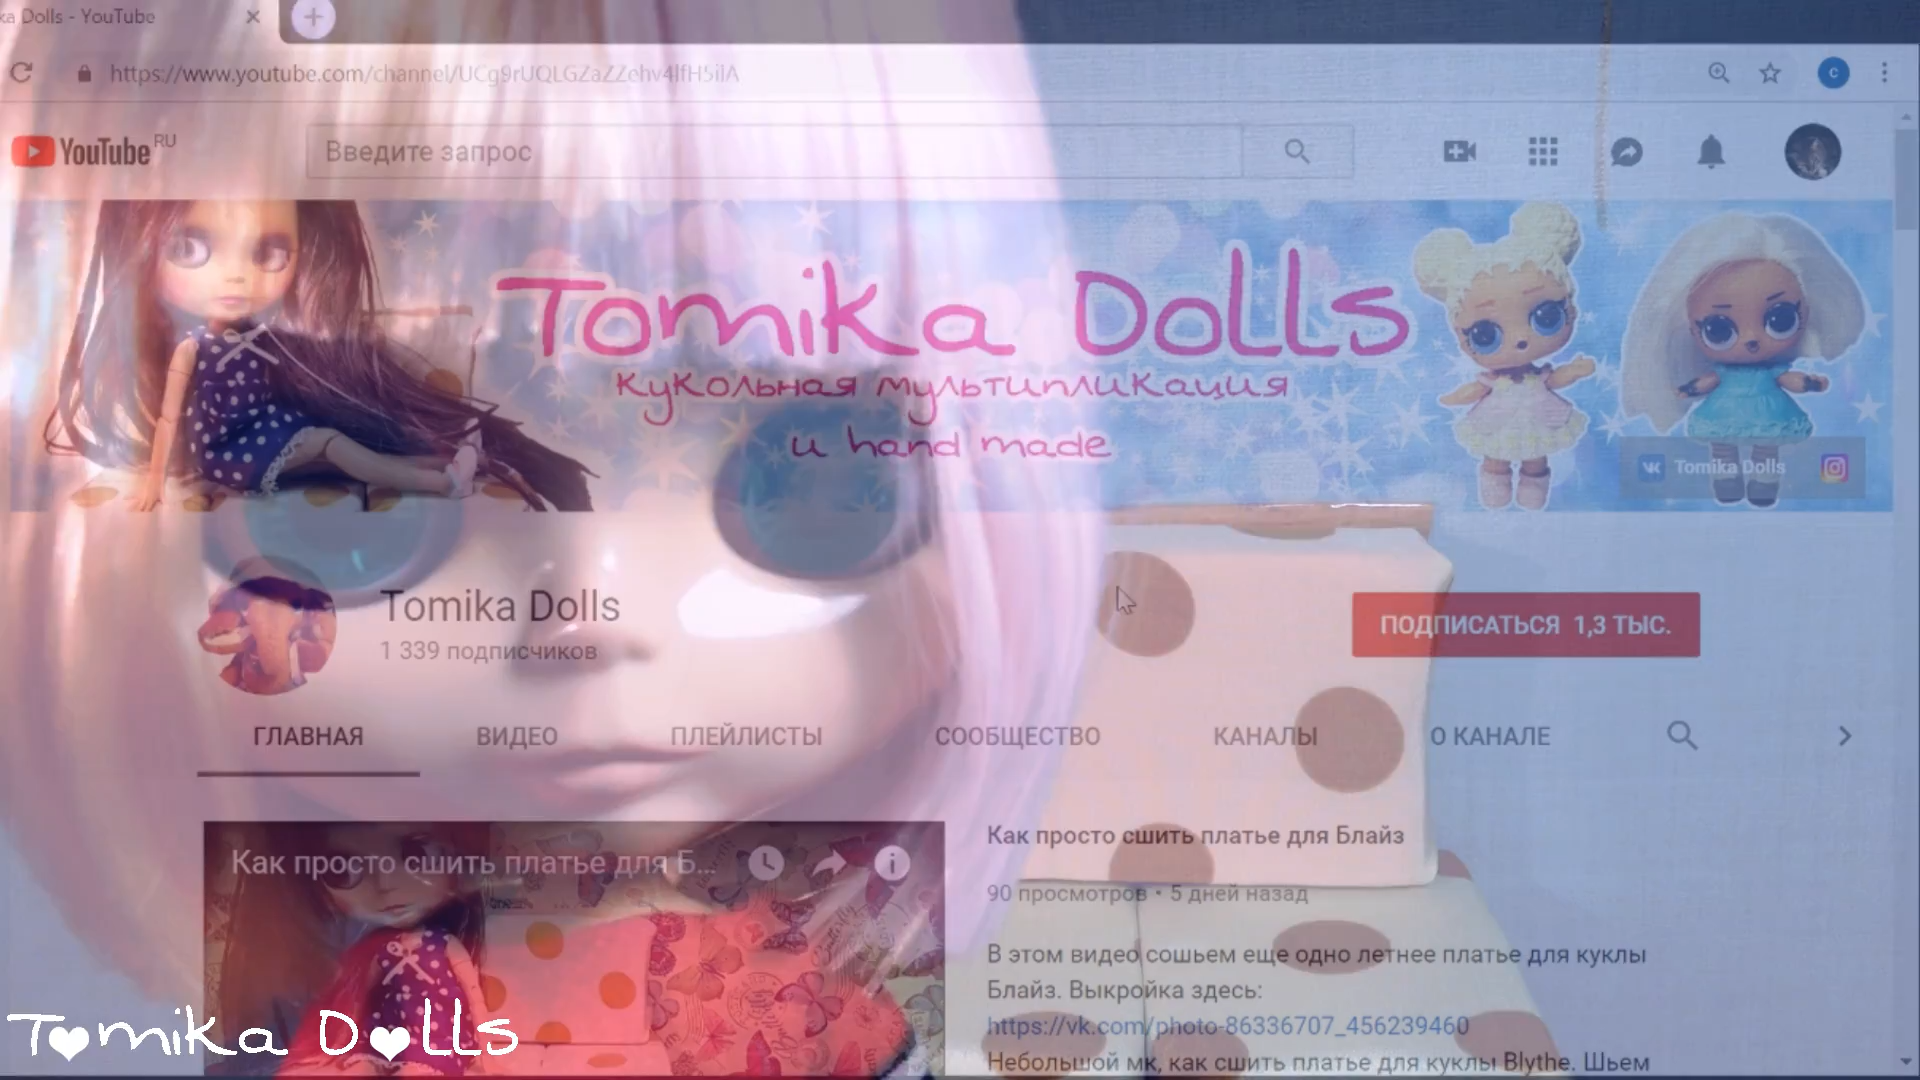 ka Dolls - YouTube
https://www.youtube.com/channel/UCg9rUQLGZaZZehv4lfH5iIA
YouTube RU
Введите запрос
C
Tomika Dolls
кукольная мультипликация
и hand made
Tomika Dolls
Tomika Dolls
1 339 подписчиков
ПОДПИСАТЬСЯ 1,3 ТЫС.
ГЛАВНАЯ ВИДЕО ПЛЕЙЛИСТЫ СООБЩЕСТВО КАНАЛЫ О КАНАЛЕ
Как просто сшить платье для Б...
Как просто сшить платье для Блайз
90 просмотров • 5 дней назад
В этом видео сошьем еще одно летнее платье для куклы
Блайз. Выкройка здесь:
https://vk.com/photo-86336707_456239460
Небольшой мк, как сшить платье для куклы Blythe. Шьем
Tomika Dolls